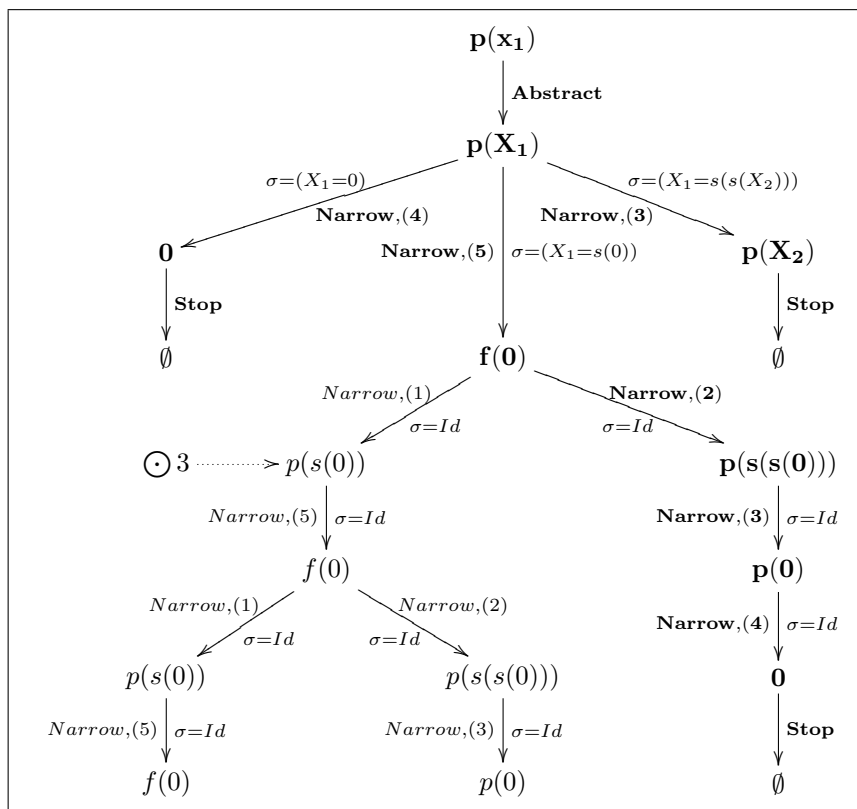 p(x₁)
Abstract
p(X₁)
σ=(X₁=0) σ=(X₁=s(s(X₂)))
Narrow,(4) Narrow,(3)
0 Narrow,(5) σ=(X₁=s(0)) p(X₂)
Stop Stop
∅ f(0) ∅
Narrow,(1) Narrow,(2)
σ=Id σ=Id
⊙ 3 p(s(0)) p(s(s(0)))
Narrow,(5) σ=Id Narrow,(3) σ=Id
f(0) p(0)
Narrow,(1) Narrow,(2) Narrow,(4) σ=Id
σ=Id σ=Id
p(s(0)) p(s(s(0))) 0
Narrow,(5) σ=Id Narrow,(3) σ=Id Stop
f(0) p(0) ∅